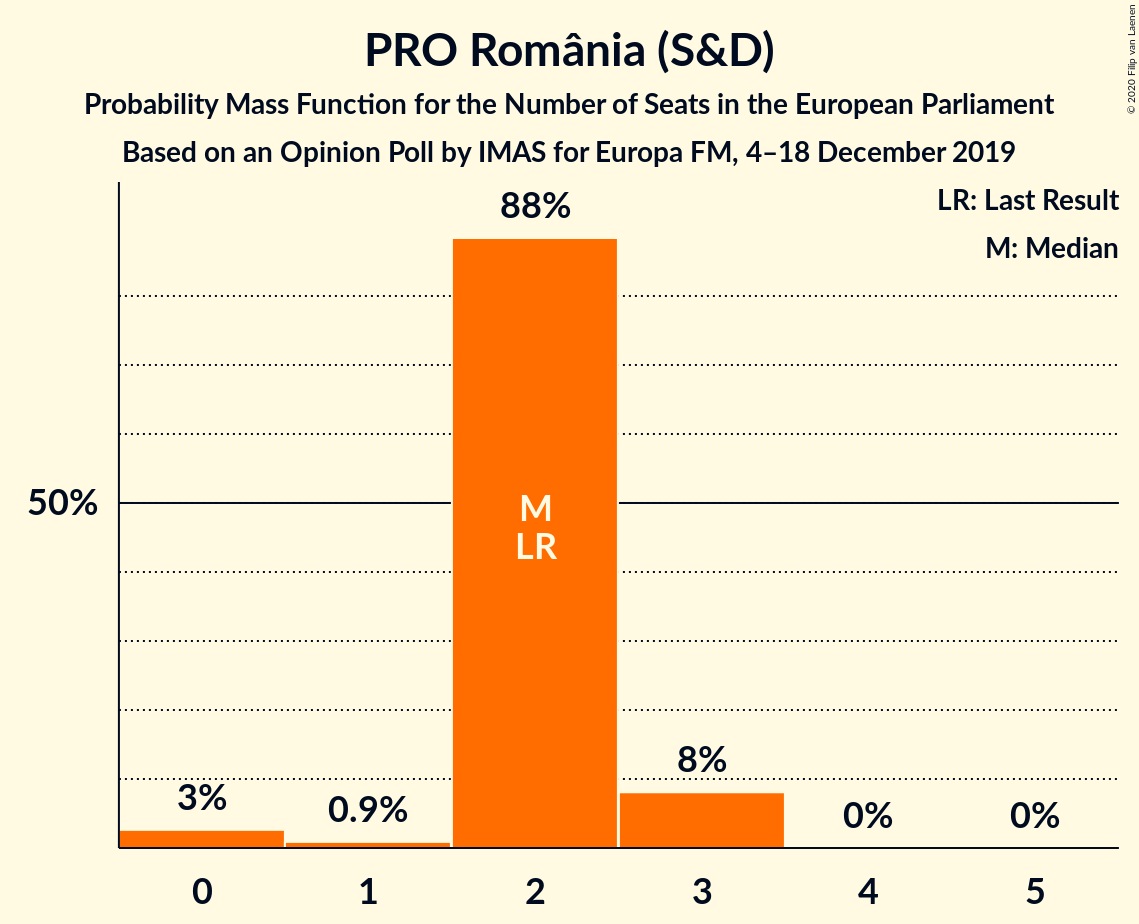 PRO România (S&D)
Probability Mass Function for the Number of Seats in the European Parliament
Based on an Opinion Poll by IMAS for Europa FM, 4–18 December 2019
© 2020 Filip van Laenen
LR: Last Result
M: Median
88%
50%
M
LR
3%
0.9%
8%
0%
0%
0 1 2 3 4 5